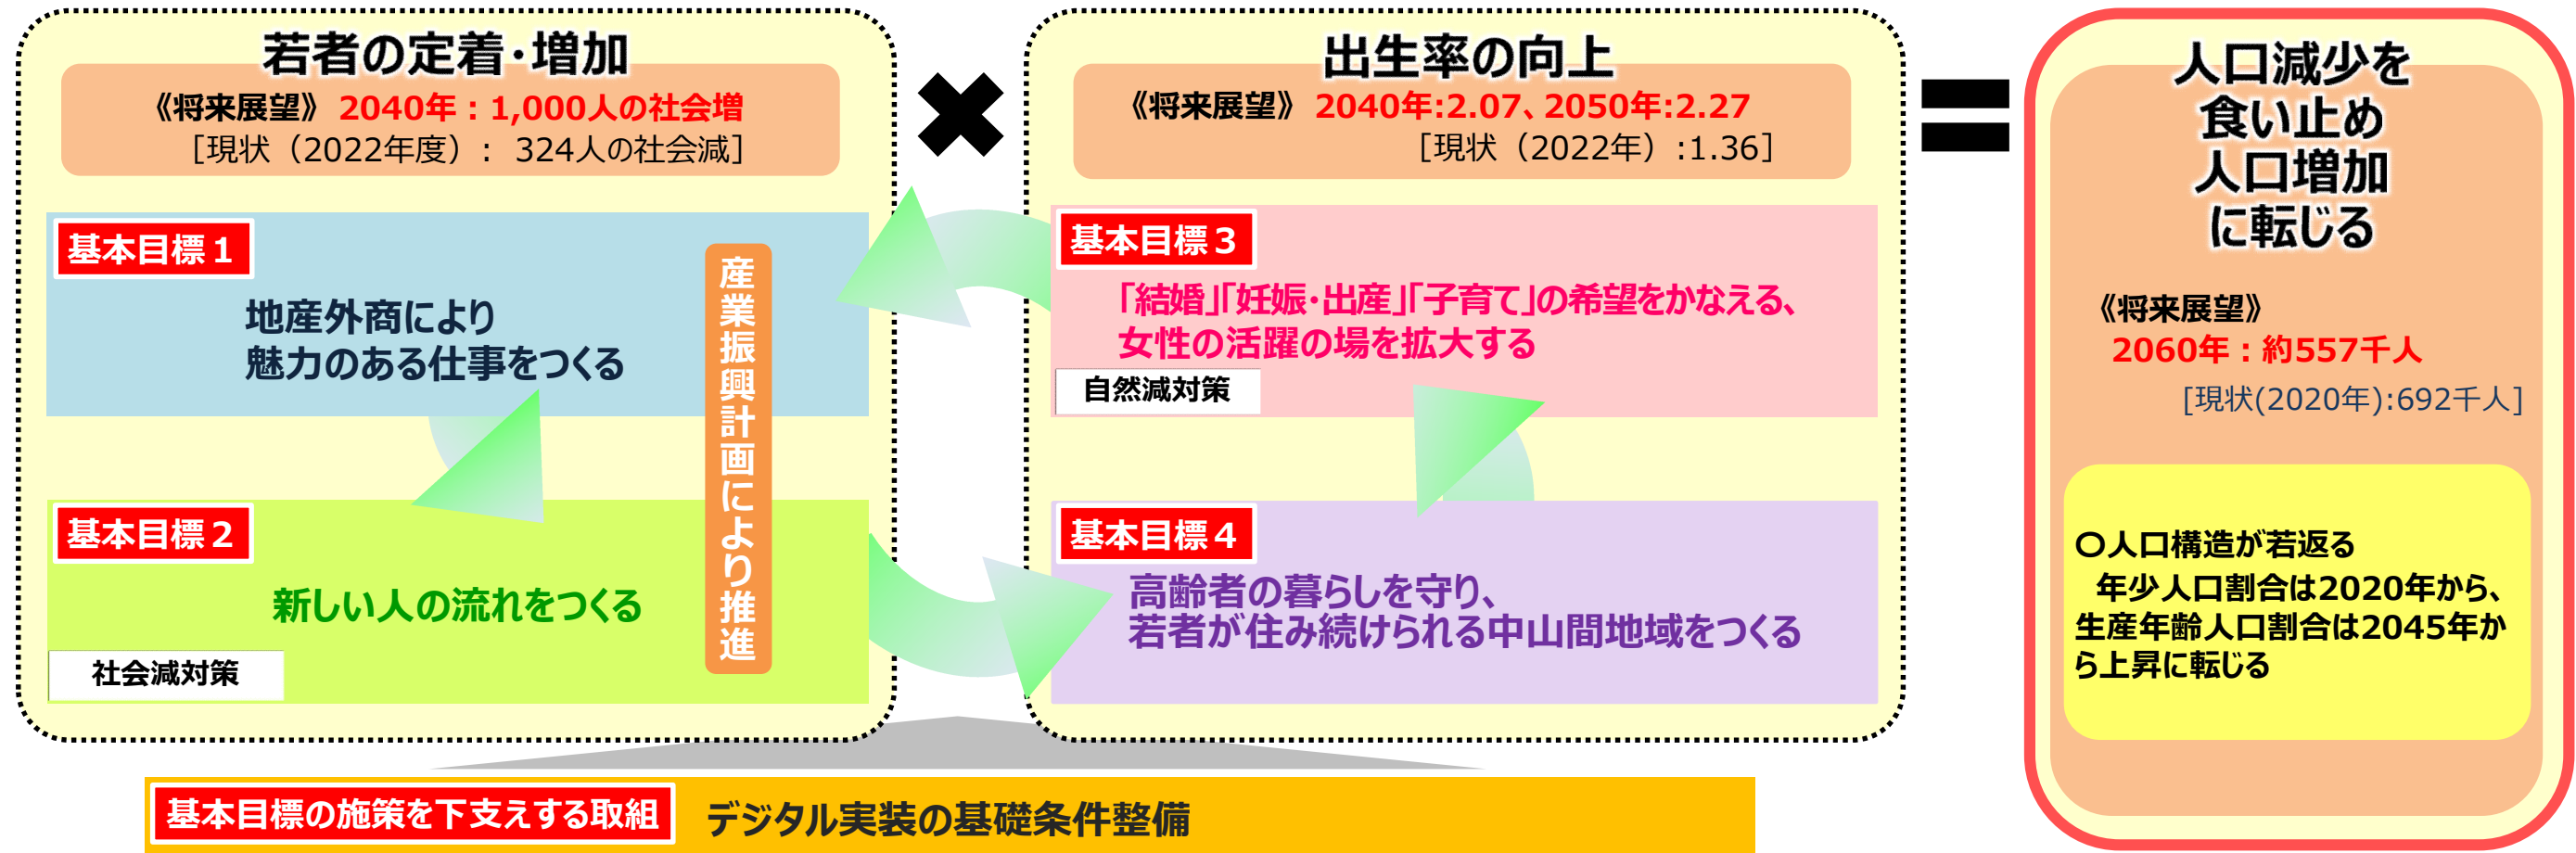 若者の定着・増加
《将来展望》 2040年：1,000人の社会増
［現状（2022年度）： 324人の社会減］
基本目標１
地産外商により
魅力のある仕事をつくる
産業振興計画により推進
基本目標２
新しい人の流れをつくる
社会減対策
出生率の向上
《将来展望》 2040年:2.07、2050年:2.27
［現状（2022年）:1.36］
基本目標３
「結婚」「妊娠・出産」「子育て」の希望をかなえる、
女性の活躍の場を拡大する
自然減対策
基本目標４
高齢者の暮らしを守り、
若者が住み続けられる中山間地域をつくる
人口減少を
食い止め
人口増加
に転じる
《将来展望》
2060年：約557千人
［現状(2020年):692千人］
〇人口構造が若返る
年少人口割合は2020年から、
生産年齢人口割合は2045年か
ら上昇に転じる
基本目標の施策を下支えする取組
デジタル実装の基礎条件整備